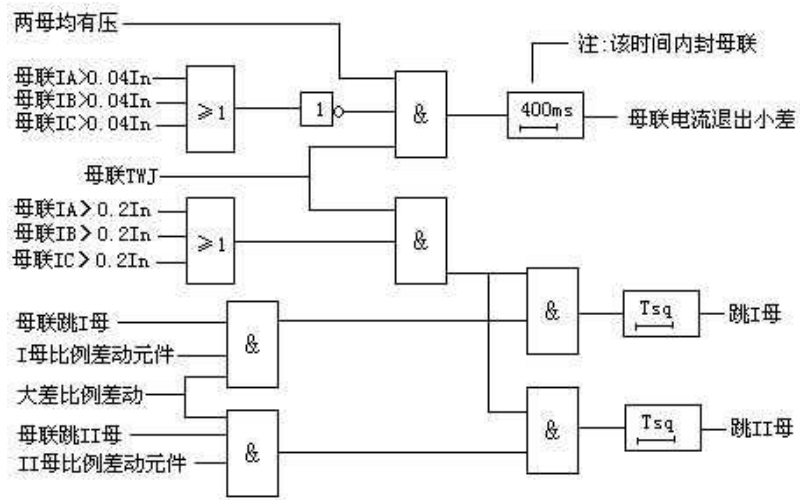 两母均有压
注:该时间内封母联
母联IA>0.04In
母联IB>0.04In
母联IC>0.04In
≥1
1
&
400ms
母联电流退出小差
母联TWJ
母联IA>0.2In
母联IB>0.2In
母联IC>0.2In
≥1
&
母联跳I母
I母比例差动元件
&
&
Tsq
跳I母
大差比例差动
母联跳II母
II母比例差动元件
&
&
Tsq
跳II母